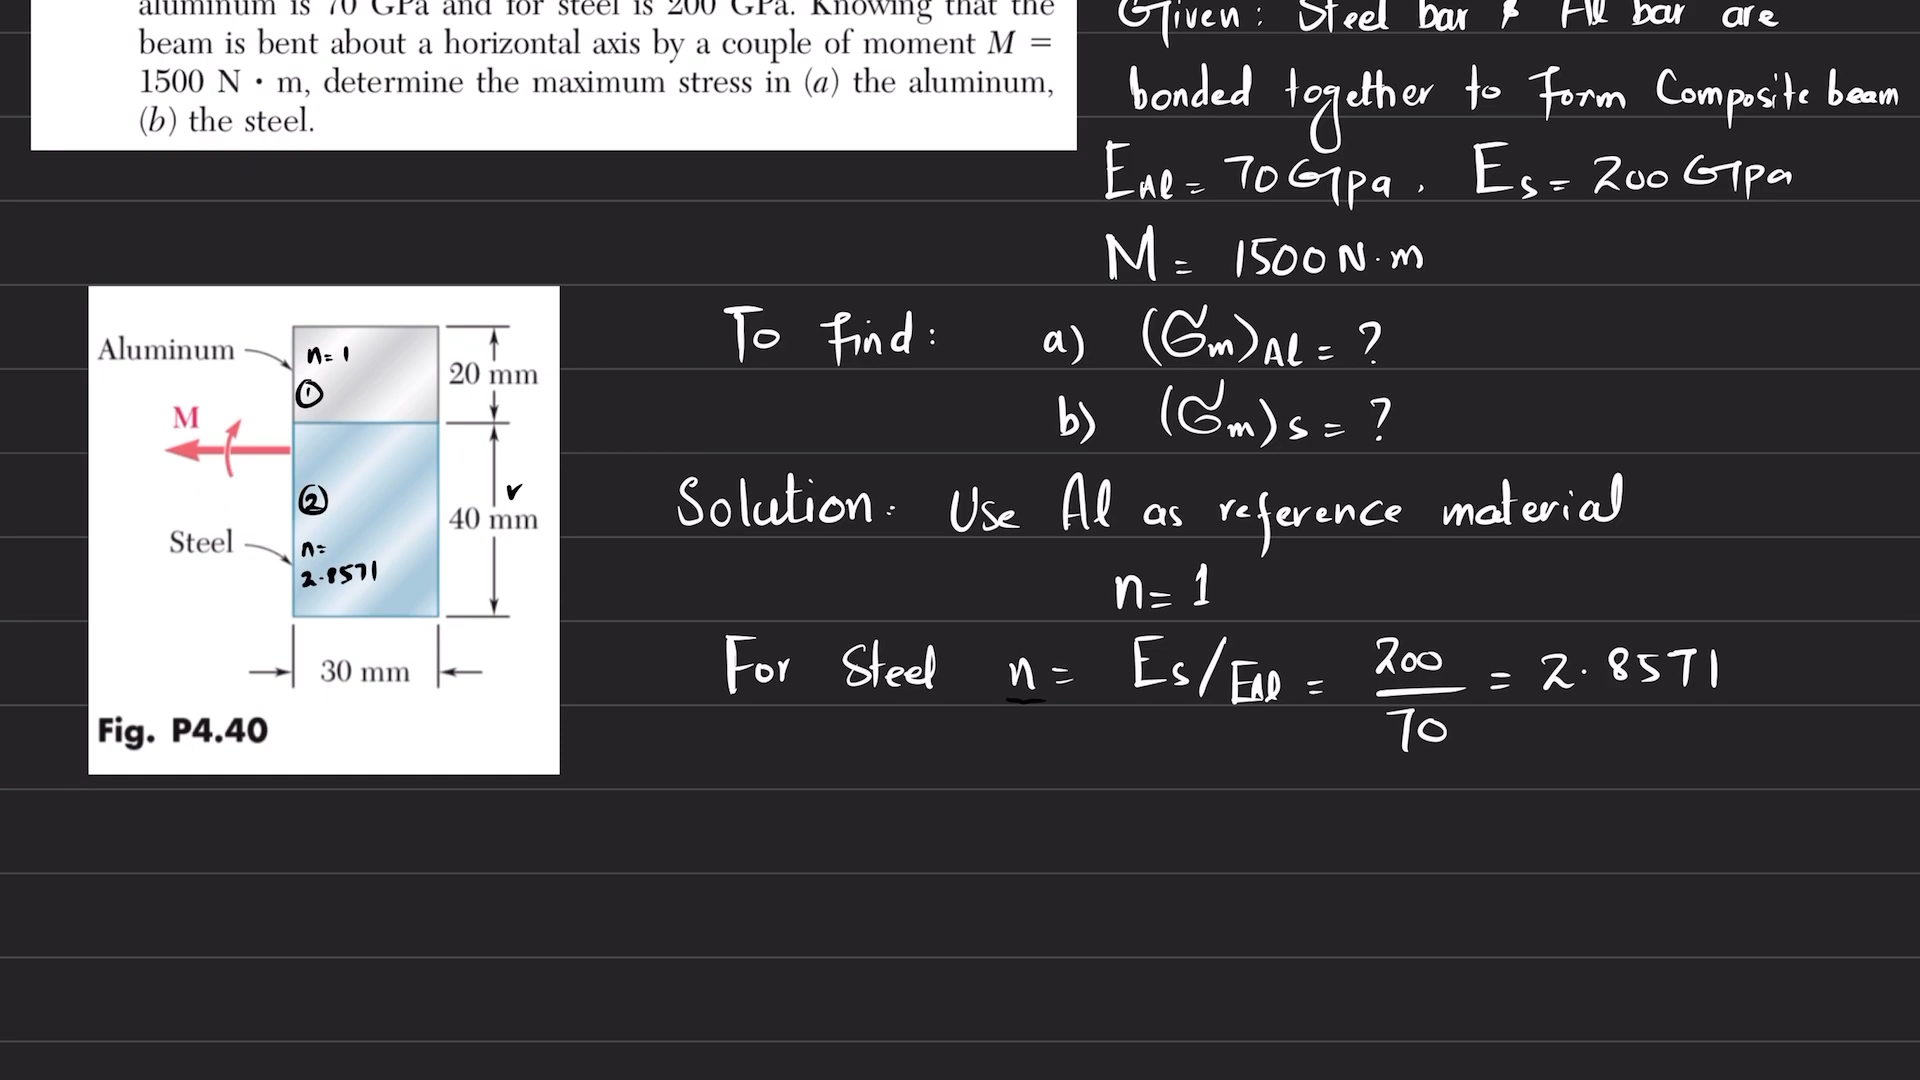 aluminum is 70 GPa and for steel is 200 GPa. Knowing that the
beam is bent about a horizontal axis by a couple of moment M =
1500 N · m, determine the maximum stress in (a) the aluminum,
(b) the steel.
Given: Steel bar & Al bar are
bonded together to Form Composite beam
EAl = 70 GPa, Es = 200 GPa
M = 1500 N·m
To find: a) (σm)Al = ?
b) (σm)s = ?
Solution: Use Al as reference material
n = 1
For Steel n = Es/EAl = 200/70 = 2.8571
Aluminum
n= 1
①
20 mm
M
②
40 mm
Steel
n=
2.8571
30 mm
Fig. P4.40